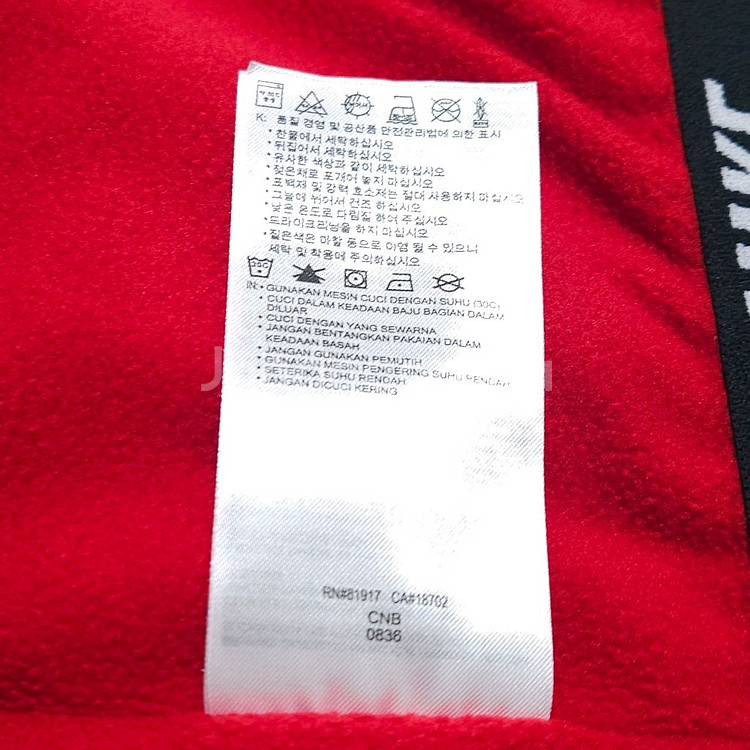 K: 품질 경영 및 공산품 안전관리법에 의한 표시
• 찬물에서 세탁하십시오
• 뒤집어서 세탁하십시오
• 유사한 색상과 같이 세탁하십시오
• 젖은채로 포개어 놓지 마십시오
• 표백제 및 강력 효소제는 절대 사용하지 마십시오
• 그늘에 뉘어서 건조 하십시오
• 낮은 온도로 다림질 하여 주십시오
• 드라이크리닝을 하지 마십시오
• 짙은색은 마찰 등으로 이염 될 수 있으니
세탁 및 착용에 주의하십시오
30C
IN: • GUNAKAN MESIN CUCI DENGAN SUHU (30C)
• CUCI DALAM KEADAAN BAJU BAGIAN DALAM
DILUAR
• CUCI DENGAN YANG SEWARNA
• JANGAN BENTANGKAN PAKAIAN DALAM
KEADAAN BASAH
• JANGAN GUNAKAN PEMUTIH
• GUNAKAN MESIN PENGERING SUHU RENDAH
• SETERIKA SUHU RENDAH
• JANGAN DICUCI KERING
RN#81917 CA#18702
CNB
0836